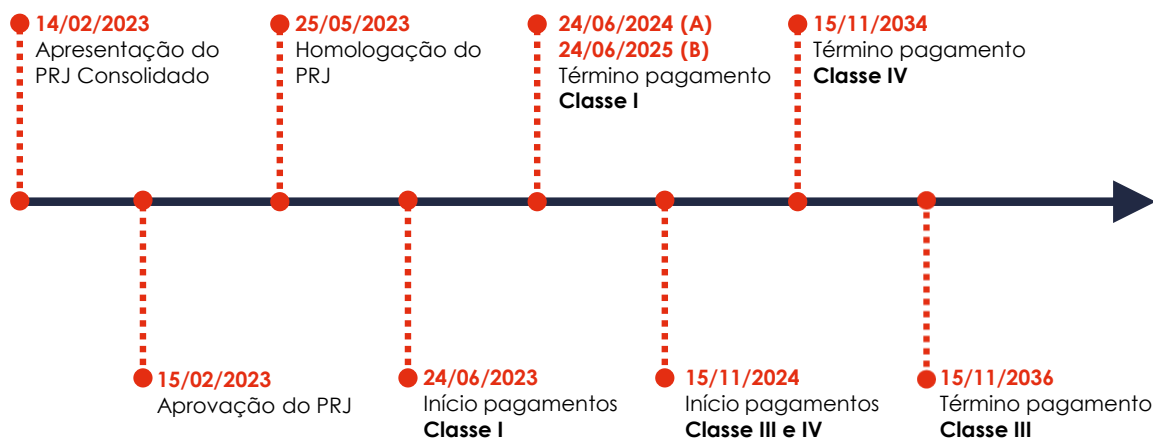 14/02/2023
Apresentação do
PRJ Consolidado
25/05/2023
Homologação do
PRJ
24/06/2024 (A)
24/06/2025 (B)
Término pagamento
Classe I
15/11/2034
Término pagamento
Classe IV
15/02/2023
Aprovação do PRJ
24/06/2023
Início pagamentos
Classe I
15/11/2024
Início pagamentos
Classe III e IV
15/11/2036
Término pagamento
Classe III